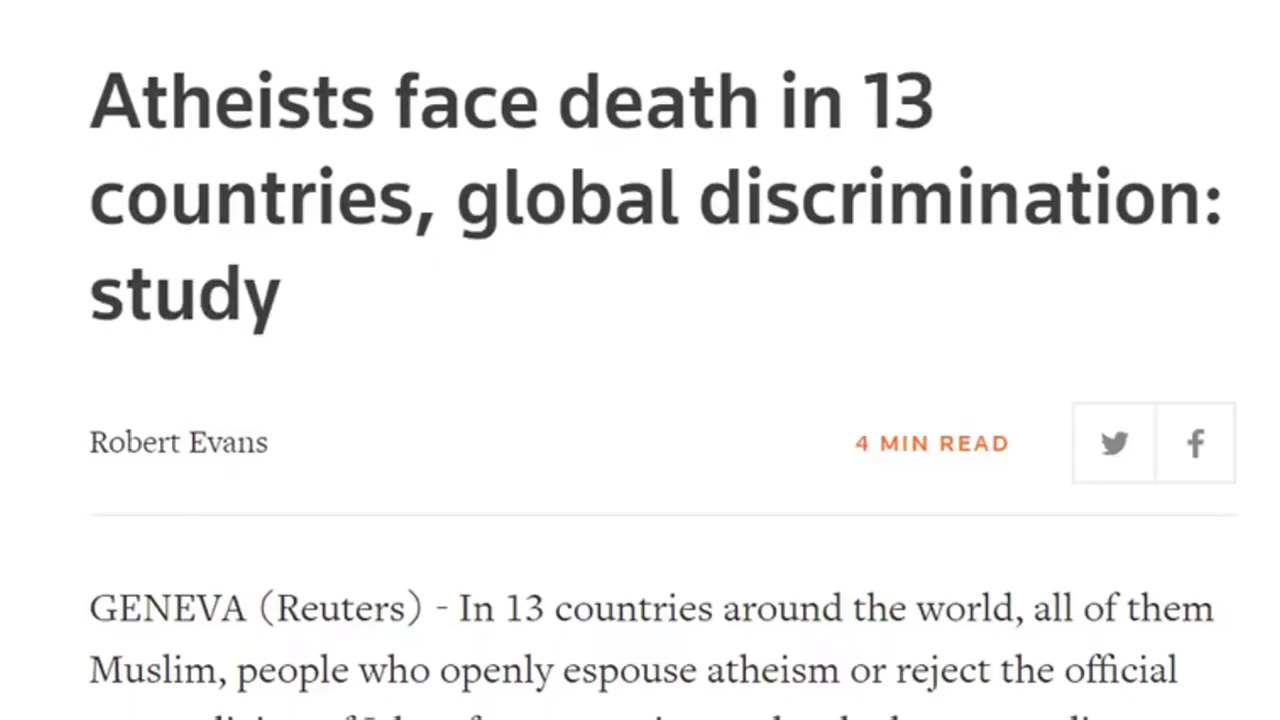 Atheists face death in 13
countries, global discrimination:
study
Robert Evans
4 MIN READ
GENEVA (Reuters) - In 13 countries around the world, all of them
Muslim, people who openly espouse atheism or reject the official